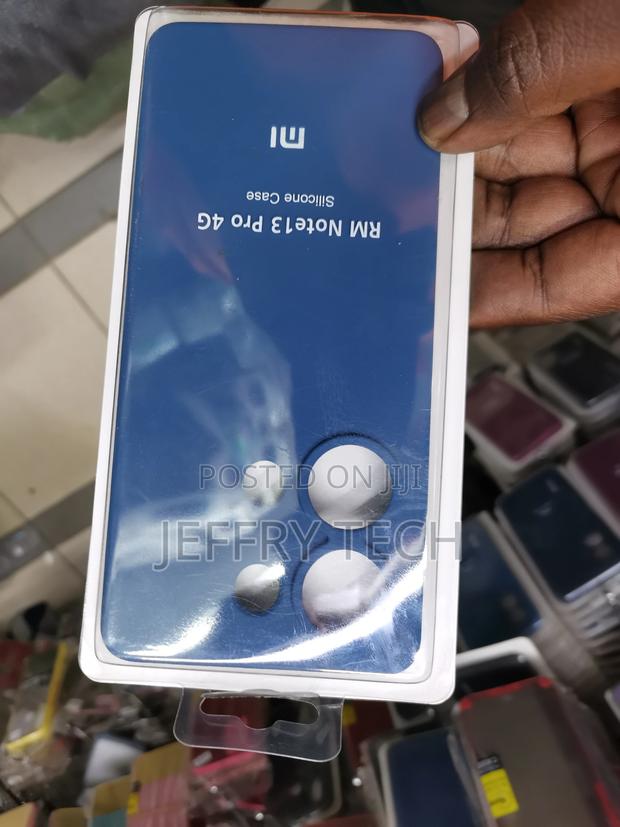 mi
Silicone Case
RM Note13 Pro 4G
POSTED ON JIJI
JEFFRY TECH